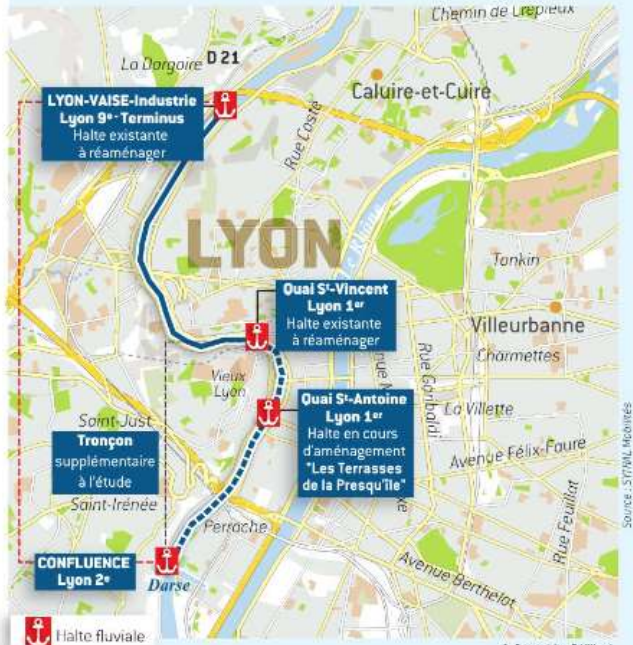 Chemin de Crépieux
La Dargoire
D 21
LYON-VAISE-Industrie
Lyon 9e - Terminus
Halte existante
à réaménager
Caluire-et-Cuire
Rue Coste
LYON
Le Rhône
Tonkin
Quai St-Vincent
Lyon 1er
Halte existante
à réaménager
Villeurbanne
Charmettes
Vieux
Lyon
Rue Garibaldi
Quai St-Antoine
Lyon 1er
Halte en cours
d'aménagement
"Les Terrasses
de la Presqu'île"
La Villette
Saint-Just
Avenue Félix-Faure
Tronçon
supplémentaire
à l'étude
Saint-Irénée
Rue Feuillat
Perrache
CONFLUENCE
Lyon 2e
Darse
Avenue Berthelot
Halte fluviale
Source : SYTRAL Mobilités